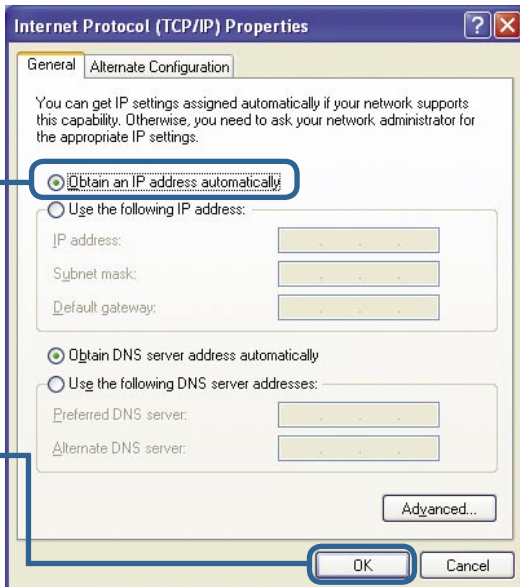 Internet Protocol (TCP/IP) Properties
General
Alternate Configuration
You can get IP settings assigned automatically if your network supports
this capability. Otherwise, you need to ask your network administrator for
the appropriate IP settings.
Obtain an IP address automatically
Use the following IP address:
IP address:
Subnet mask:
Default gateway:
Obtain DNS server address automatically
Use the following DNS server addresses:
Preferred DNS server:
Alternate DNS server:
Advanced...
OK
Cancel